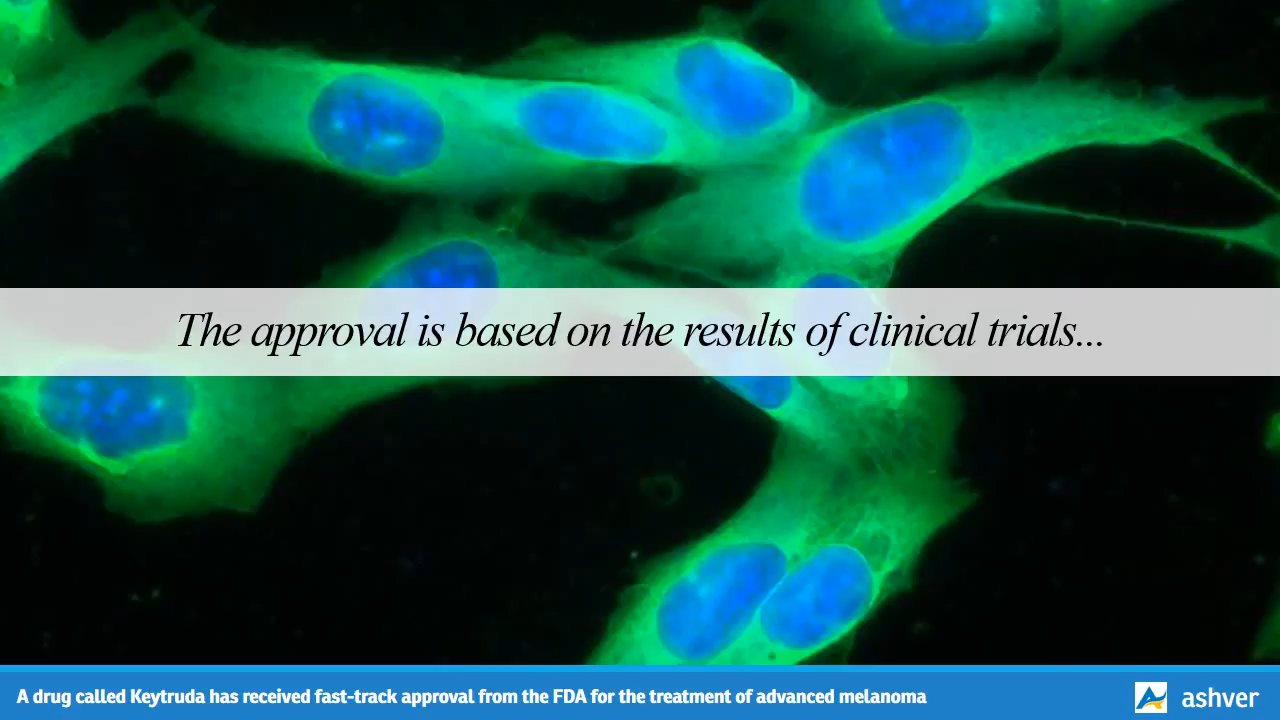 The approval is based on the results of clinical trials...
A drug called Keytruda has received fast-track approval from the FDA for the treatment of advanced melanoma
ashver